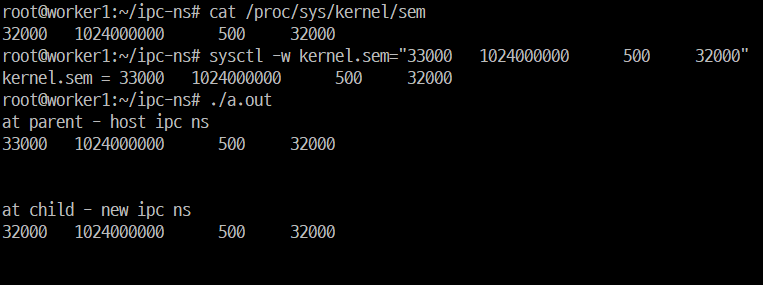 root@worker1:~/ipc-ns# cat /proc/sys/kernel/sem
32000   1024000000      500     32000
root@worker1:~/ipc-ns# sysctl -w kernel.sem="33000   1024000000      500     32000"
kernel.sem = 33000   1024000000      500     32000
root@worker1:~/ipc-ns# ./a.out
at parent - host ipc ns
33000   1024000000      500     32000
at child - new ipc ns
32000   1024000000      500     32000